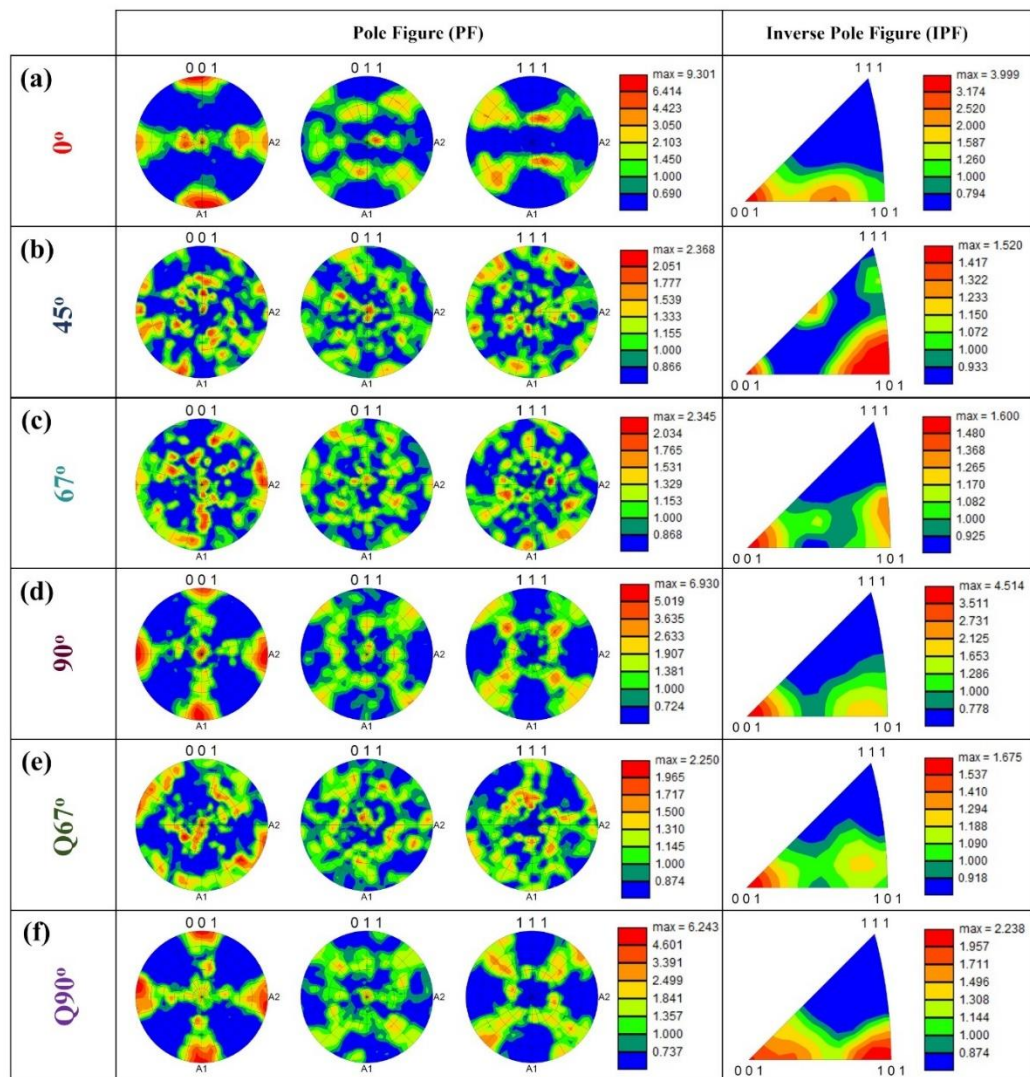 Pole Figure (PF) Inverse Pole Figure (IPF)
(a)
0º
0 0 1 0 1 1 1 1 1
A2 A2 A2
A1 A1 A1
max = 9.301
6.414
4.423
3.050
2.103
1.450
1.000
0.690
1 1 1
0 0 1 1 0 1
max = 3.999
3.174
2.520
2.000
1.587
1.260
1.000
0.794
(b)
45º
0 0 1 0 1 1 1 1 1
A2 A2 A2
A1 A1 A1
max = 2.368
2.051
1.777
1.539
1.333
1.155
1.000
0.866
1 1 1
0 0 1 1 0 1
max = 1.520
1.417
1.322
1.233
1.150
1.072
1.000
0.933
(c)
67º
0 0 1 0 1 1 1 1 1
A2 A2 A2
A1 A1 A1
max = 2.345
2.034
1.765
1.531
1.329
1.153
1.000
0.868
1 1 1
0 0 1 1 0 1
max = 1.600
1.480
1.368
1.265
1.170
1.082
1.000
0.925
(d)
90º
0 0 1 0 1 1 1 1 1
A2 A2 A2
A1 A1 A1
max = 6.930
5.019
3.635
2.633
1.907
1.381
1.000
0.724
1 1 1
0 0 1 1 0 1
max = 4.514
3.511
2.731
2.125
1.653
1.286
1.000
0.778
(e)
Q67º
0 0 1 0 1 1 1 1 1
A2 A2 A2
A1 A1 A1
max = 2.250
1.965
1.717
1.500
1.310
1.145
1.000
0.874
1 1 1
0 0 1 1 0 1
max = 1.675
1.537
1.410
1.294
1.188
1.090
1.000
0.918
(f)
Q90º
0 0 1 0 1 1 1 1 1
A2 A2 A2
A1 A1 A1
max = 6.243
4.601
3.391
2.499
1.841
1.357
1.000
0.737
1 1 1
0 0 1 1 0 1
max = 2.238
1.957
1.711
1.496
1.308
1.144
1.000
0.874